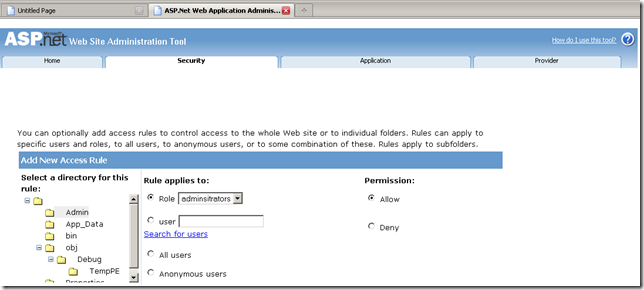 Untitled Page
ASP.Net Web Application Adminis...
Microsoft
ASP.net Web Site Administration Tool
How do I use this tool? ?
Home Security Application Provider
You can optionally add access rules to control access to the whole Web site or to individual folders. Rules can apply to
specific users and roles, to all users, to anonymous users, or to some combination of these. Rules apply to subfolders.
Add New Access Rule
Select a directory for this
rule:
Admin
App_Data
bin
obj
Debug
TempPE
Properties
Rule applies to:
Role adminsitrators
user
Search for users
All users
Anonymous users
Permission:
Allow
Deny